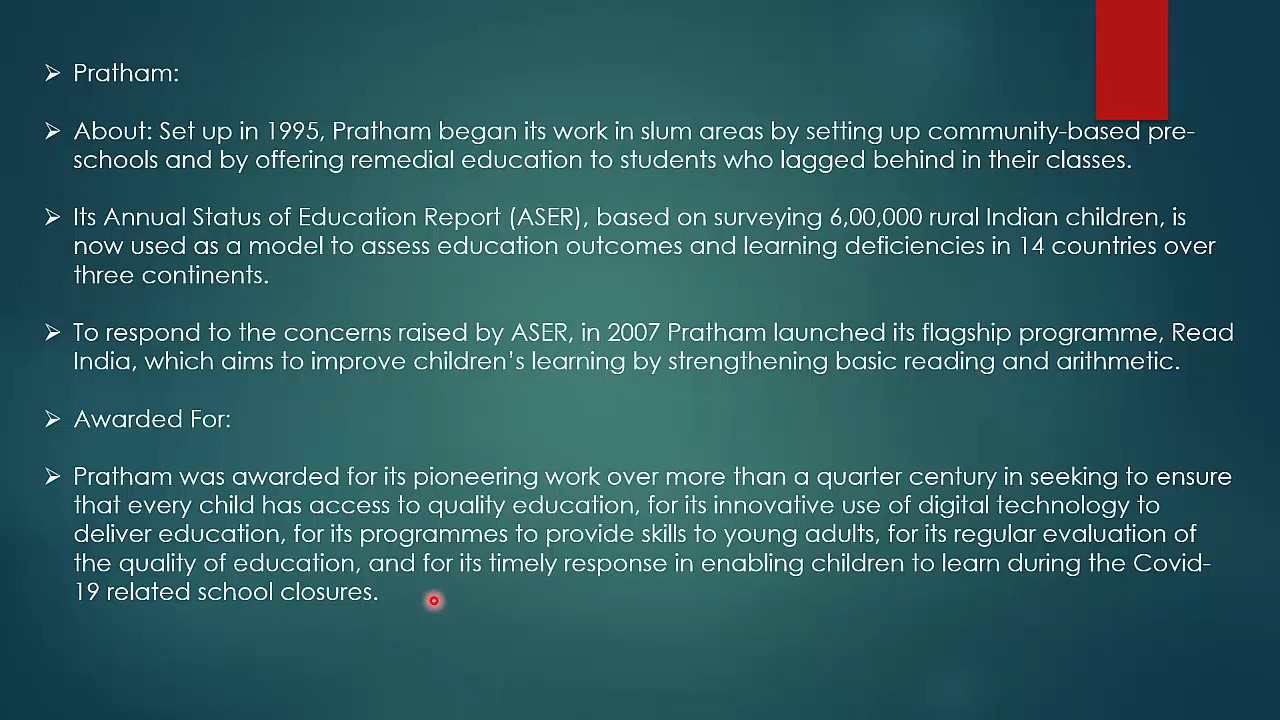 Pratham:
About: Set up in 1995, Pratham began its work in slum areas by setting up community-based pre-
schools and by offering remedial education to students who lagged behind in their classes.
Its Annual Status of Education Report (ASER), based on surveying 6,00,000 rural Indian children, is
now used as a model to assess education outcomes and learning deficiencies in 14 countries over
three continents.
To respond to the concerns raised by ASER, in 2007 Pratham launched its flagship programme, Read
India, which aims to improve children’s learning by strengthening basic reading and arithmetic.
Awarded For:
Pratham was awarded for its pioneering work over more than a quarter century in seeking to ensure
that every child has access to quality education, for its innovative use of digital technology to
deliver education, for its programmes to provide skills to young adults, for its regular evaluation of
the quality of education, and for its timely response in enabling children to learn during the Covid-
19 related school closures.